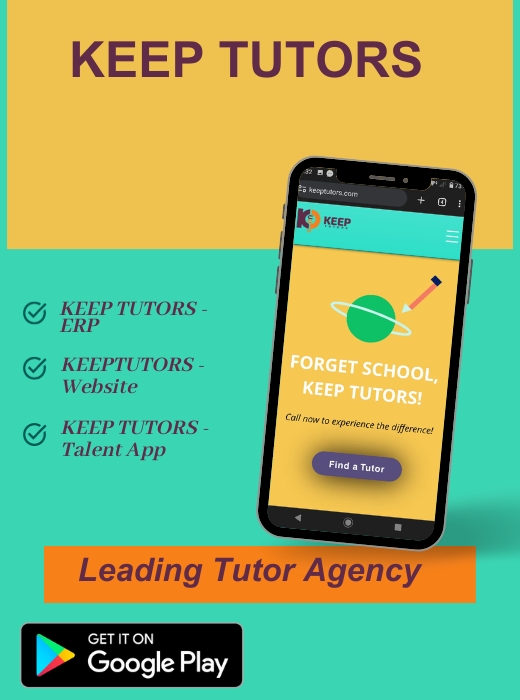 KEEP TUTORS
keeptutors.com
KEEP
KEEP TUTORS -
ERP
KEEPTUTORS -
Website
KEEP TUTORS -
Talent App
FORGET SCHOOL,
KEEP TUTORS!
Call now to experience the difference!
Find a Tutor
Leading Tutor Agency
GET IT ON
Google Play